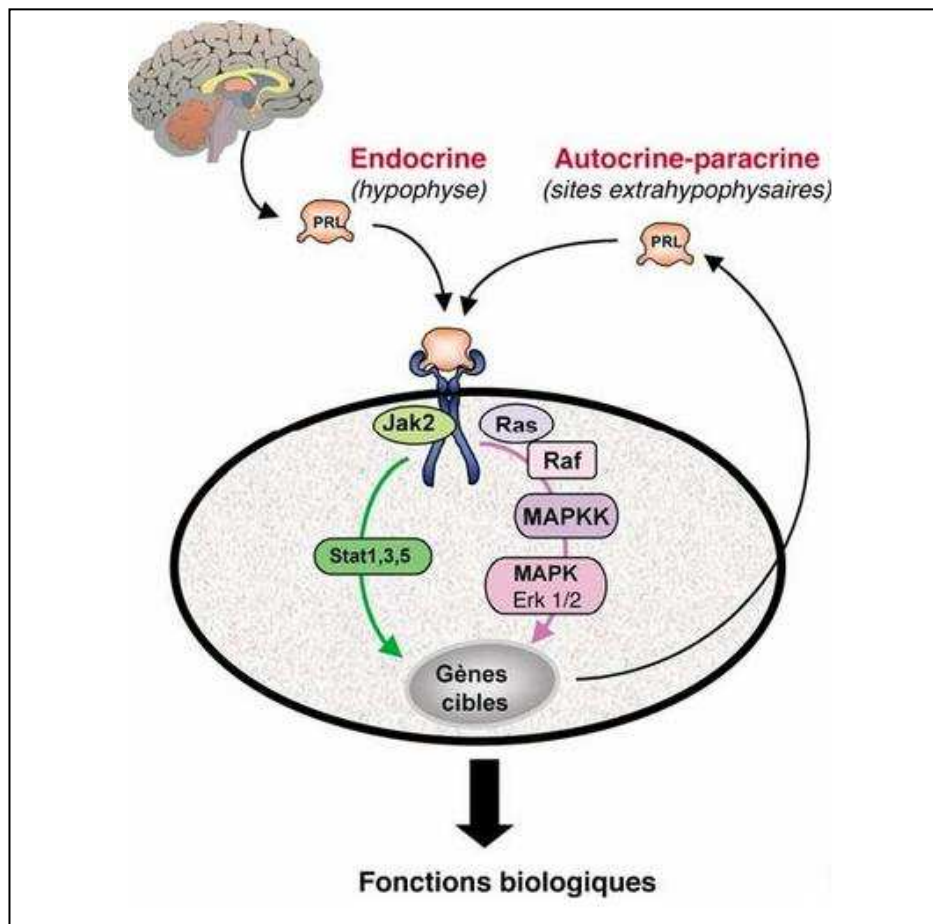 Endocrine
(hypophyse)
Autocrine-paracrine
(sites extrahypophysaires)
PRL
PRL
Jak2
Ras
Raf
MAPKK
Stat1,3,5
MAPK
Erk 1/2
Gènes
cibles
Fonctions biologiques